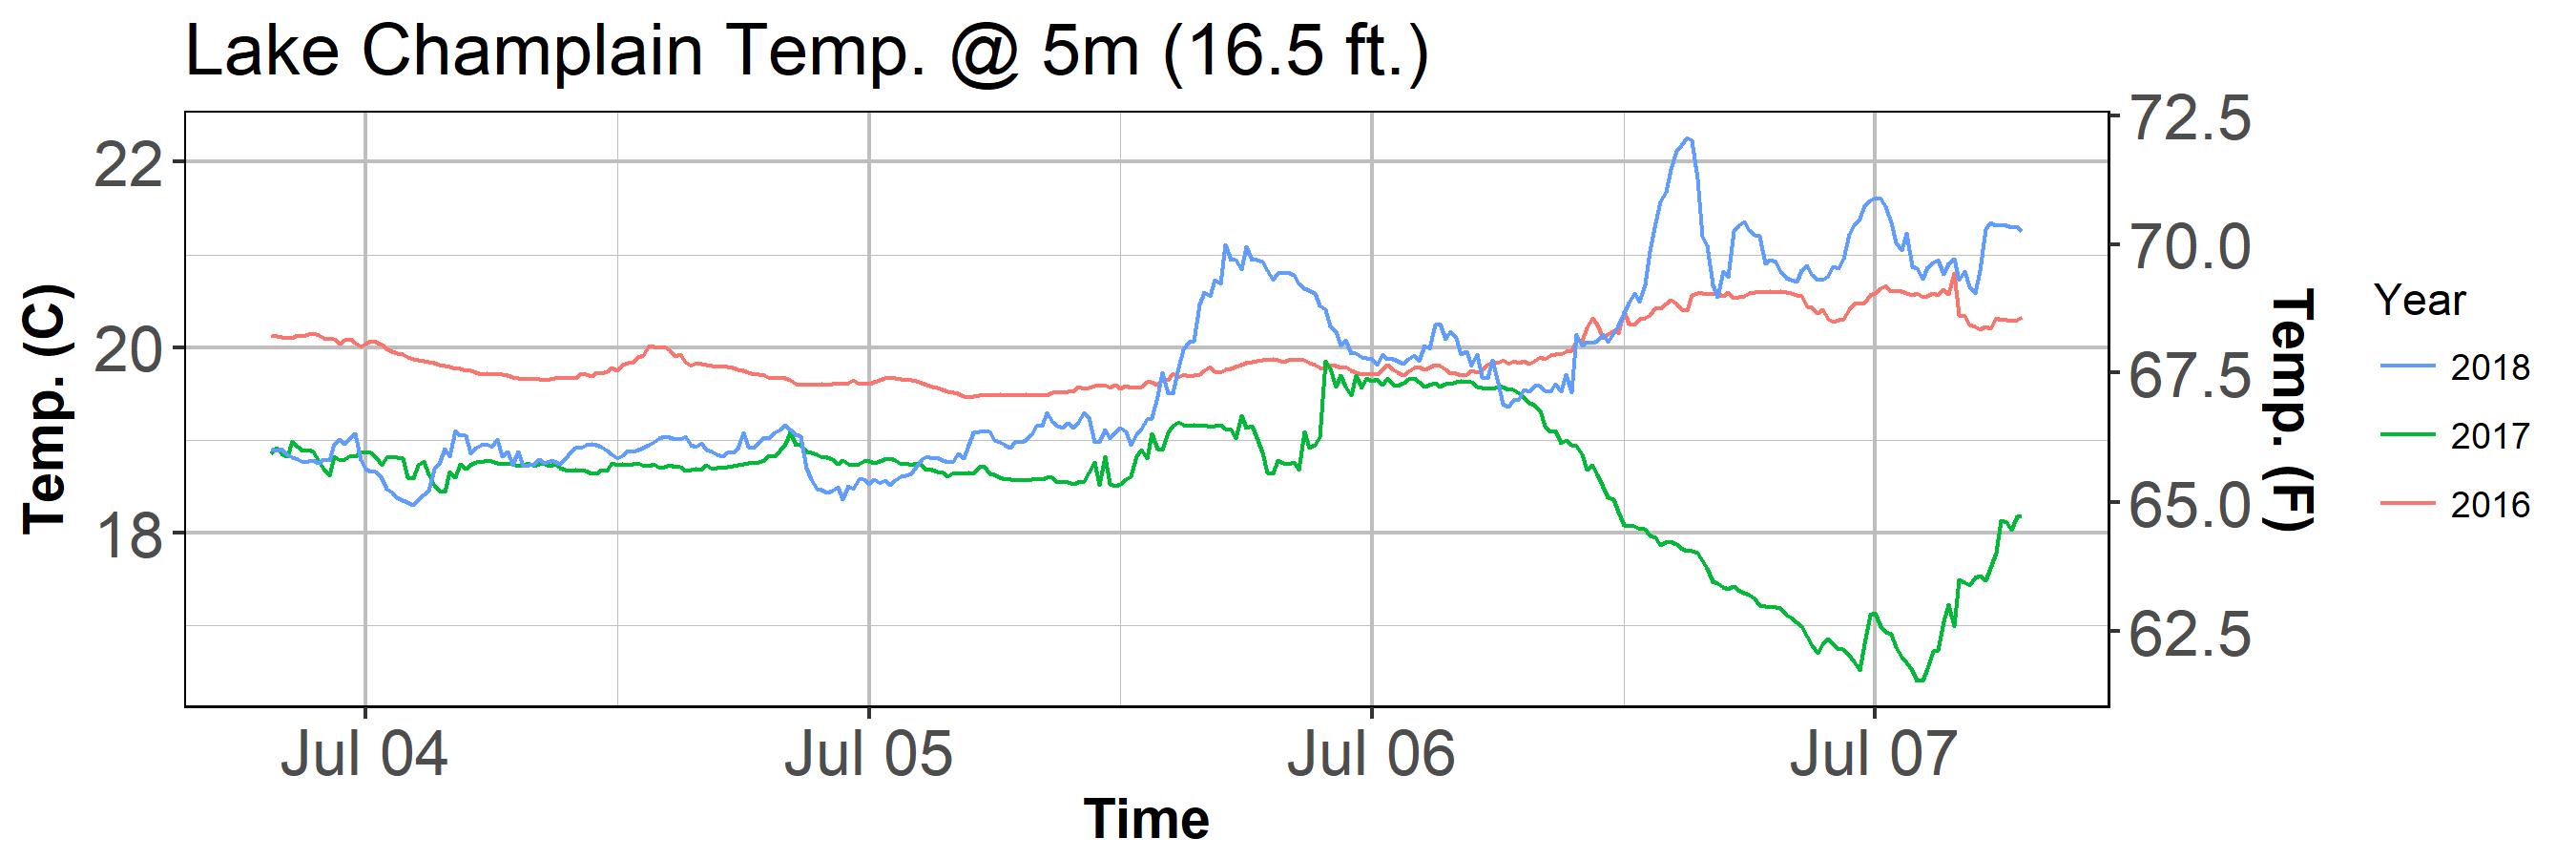 Lake Champlain Temp. @ 5m (16.5 ft.)
Temp. (C)
22
20
18
72.5
70.0
67.5
65.0
62.5
Temp. (F)
Jul 04
Jul 05
Jul 06
Jul 07
Time
Year
2018
2017
2016